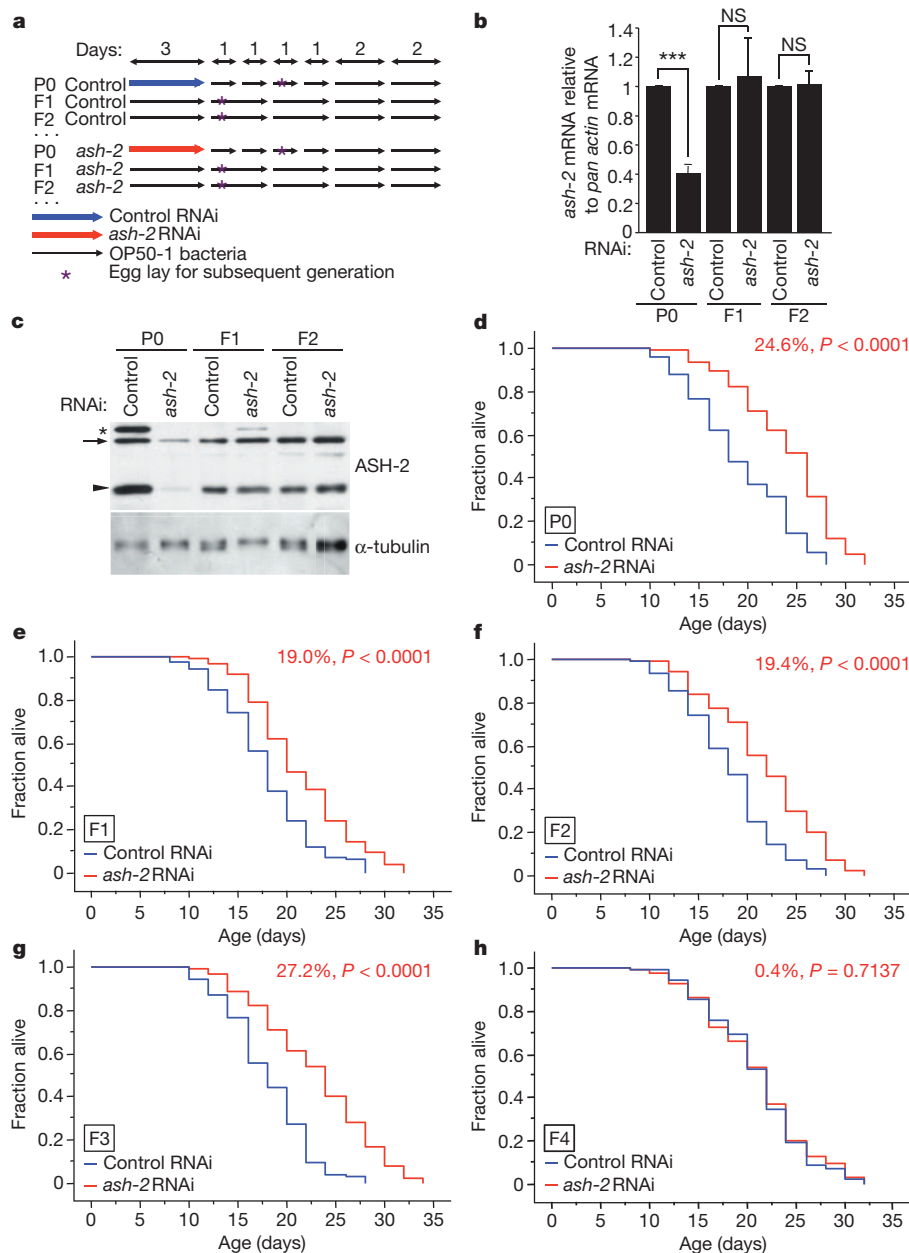 a
Days: 3 1 1 1 1 2 2
P0 Control
F1 Control
F2 Control
. . .
P0 ash-2
F1 ash-2
F2 ash-2
. . .
Control RNAi
ash-2 RNAi
OP50-1 bacteria
* Egg lay for subsequent generation
b
ash-2 mRNA relative
to pan actin mRNA
1.4
1.2
1.0
0.8
0.6
0.4
0.2
0
***
NS
NS
RNAi:
Control
ash-2
Control
ash-2
Control
ash-2
P0 F1 F2
c
P0 F1 F2
RNAi:
Control
ash-2
Control
ash-2
Control
ash-2
*
ASH-2
α-tubulin
d
24.6%, P < 0.0001
Fraction alive
1.0
0.8
0.6
0.4
0.2
0
P0
Control RNAi
ash-2 RNAi
0 5 10 15 20 25 30 35
Age (days)
e
19.0%, P < 0.0001
Fraction alive
1.0
0.8
0.6
0.4
0.2
0
F1
Control RNAi
ash-2 RNAi
0 5 10 15 20 25 30 35
Age (days)
f
19.4%, P < 0.0001
Fraction alive
1.0
0.8
0.6
0.4
0.2
0
F2
Control RNAi
ash-2 RNAi
0 5 10 15 20 25 30 35
Age (days)
g
27.2%, P < 0.0001
Fraction alive
1.0
0.8
0.6
0.4
0.2
0
F3
Control RNAi
ash-2 RNAi
0 5 10 15 20 25 30 35
Age (days)
h
0.4%, P = 0.7137
Fraction alive
1.0
0.8
0.6
0.4
0.2
0
F4
Control RNAi
ash-2 RNAi
0 5 10 15 20 25 30 35
Age (days)